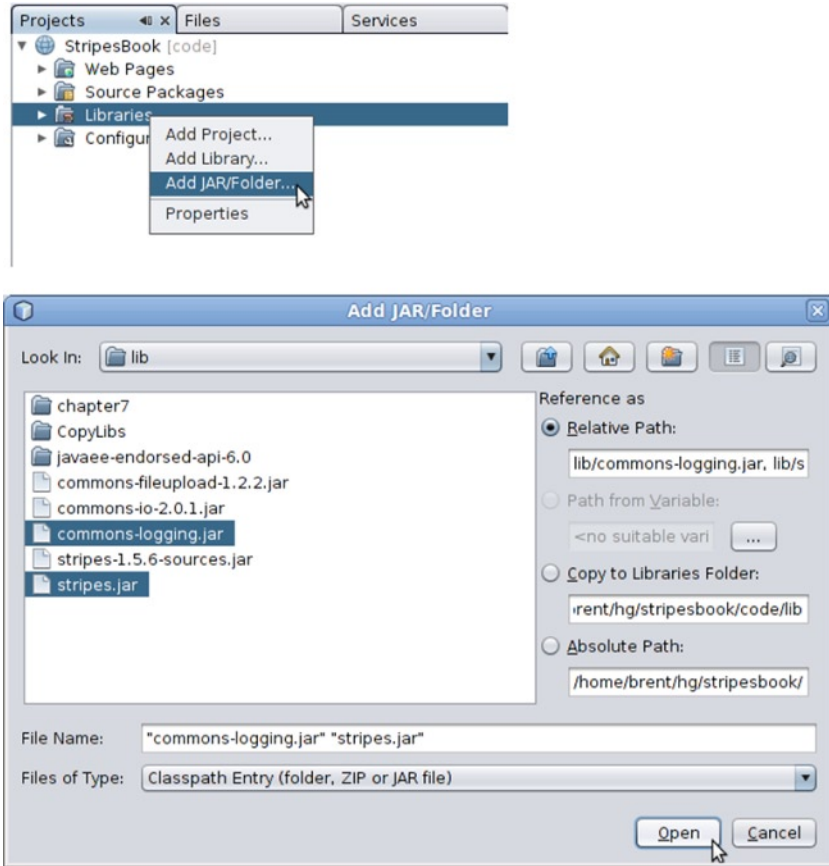 Projects Files Services
StripesBook [code]
Web Pages
Source Packages
Libraries
Configur
Add Project...
Add Library...
Add JAR/Folder...
Properties
Add JAR/Folder
Look In: lib
chapter7
CopyLibs
javaee-endorsed-api-6.0
commons-fileupload-1.2.2.jar
commons-io-2.0.1.jar
commons-logging.jar
stripes-1.5.6-sources.jar
stripes.jar
Reference as
Relative Path:
lib/commons-logging.jar, lib/s
Path from Variable:
<no suitable vari ...
Copy to Libraries Folder:
rent/hg/stripesbook/code/lib
Absolute Path:
/home/brent/hg/stripesbook/
File Name: "commons-logging.jar" "stripes.jar"
Files of Type: Classpath Entry (folder, ZIP or JAR file)
Open Cancel